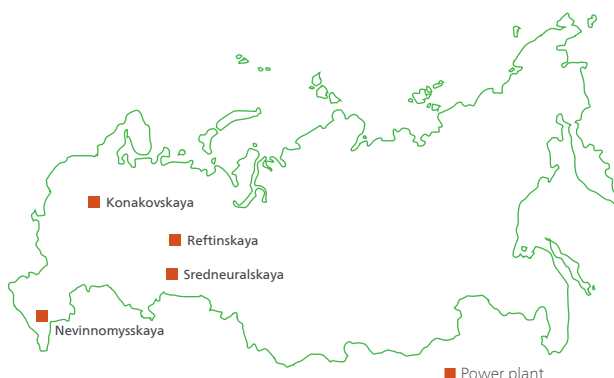 Konakovskaya
Reftinskaya
Sredneuralskaya
Nevinnomysskaya
Power plant